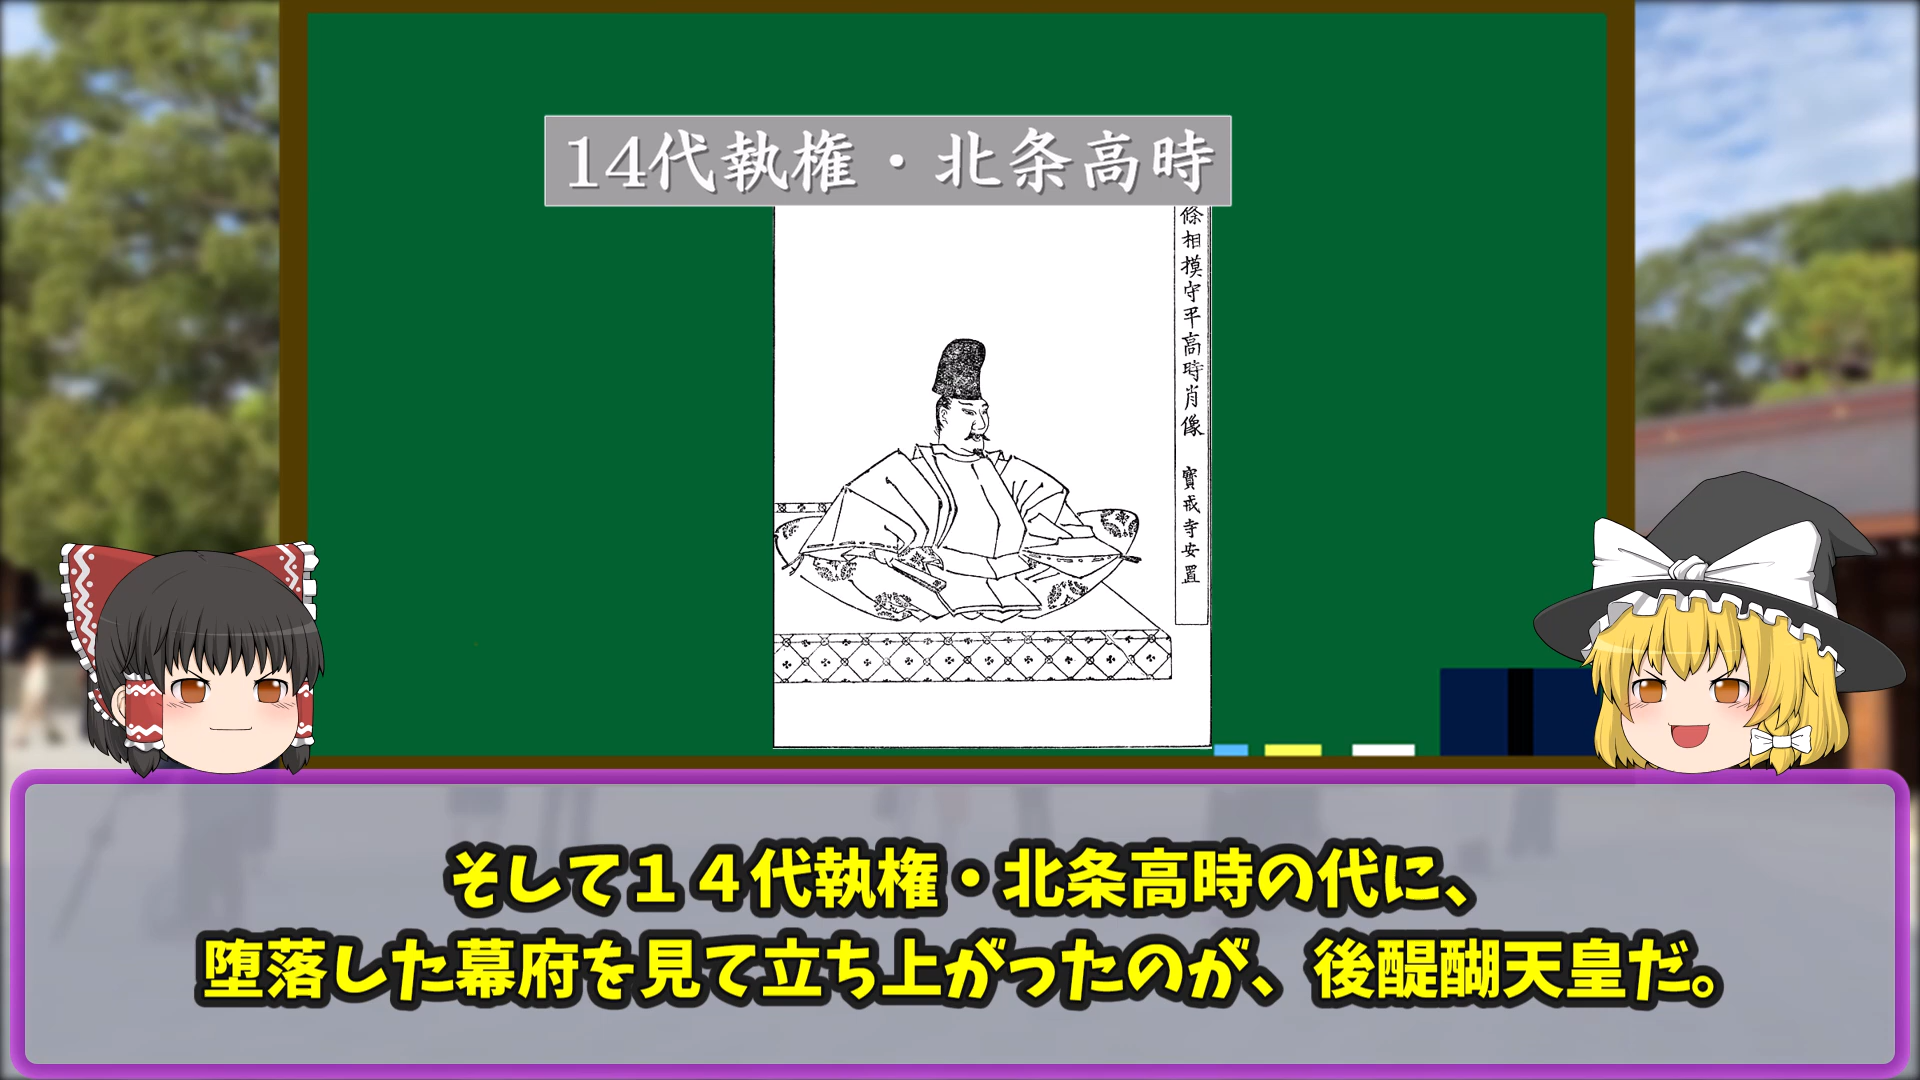 14代執権・北条高時
條相摸守平高時肖像　寳戒寺安置
そして１４代執権・北条高時の代に、
堕落した幕府を見て立ち上がったのが、後醍醐天皇だ。